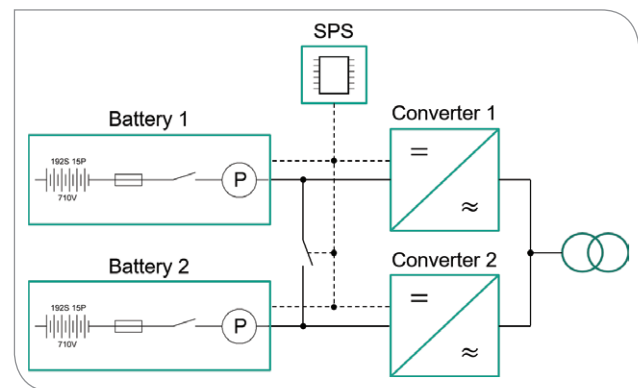 SPS
Battery 1
Converter 1
192S 15P
710V
P
=
≈
Battery 2
Converter 2
192S 15P
710V
P
=
≈